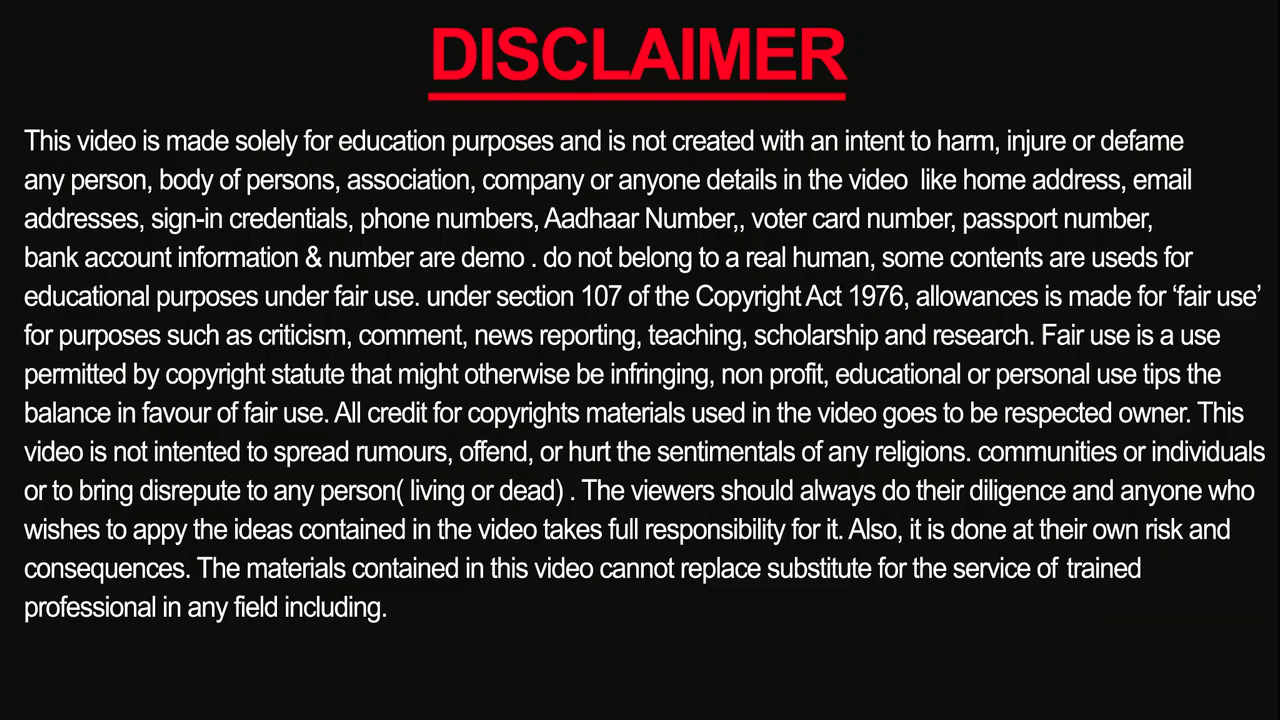 DISCLAIMER
This video is made solely for education purposes and is not created with an intent to harm, injure or defame
any person, body of persons, association, company or anyone details in the video  like home address, email
addresses, sign-in credentials, phone numbers, Aadhaar Number,, voter card number, passport number,
bank account information & number are demo . do not belong to a real human, some contents are useds for
educational purposes under fair use. under section 107 of the Copyright Act 1976, allowances is made for ‘fair use’
for purposes such as criticism, comment, news reporting, teaching, scholarship and research. Fair use is a use
permitted by copyright statute that might otherwise be infringing, non profit, educational or personal use tips the
balance in favour of fair use. All credit for copyrights materials used in the video goes to be respected owner. This
video is not intented to spread rumours, offend, or hurt the sentimentals of any religions. communities or individuals
or to bring disrepute to any person( living or dead) . The viewers should always do their diligence and anyone who
wishes to appy the ideas contained in the video takes full responsibility for it. Also, it is done at their own risk and
consequences. The materials contained in this video cannot replace substitute for the service of trained
professional in any field including.